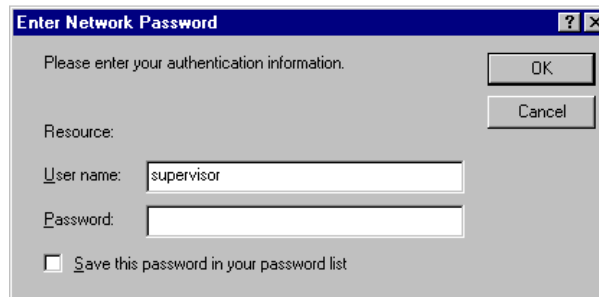 Enter Network Password
Please enter your authentication information.
OK
Cancel
Resource:
User name: supervisor
Password:
Save this password in your password list